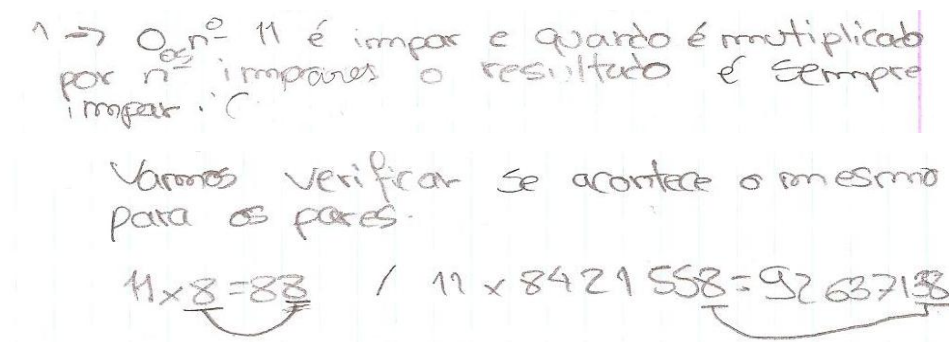 1 → O nº 11 é impar e quando é mutiplicado
por nºs impares o resultado é sempre
impar.
Vamos verificar se acontece o mesmo
para os pares.
11 x 8 = 88 / 11 x 8421558 = 92637138